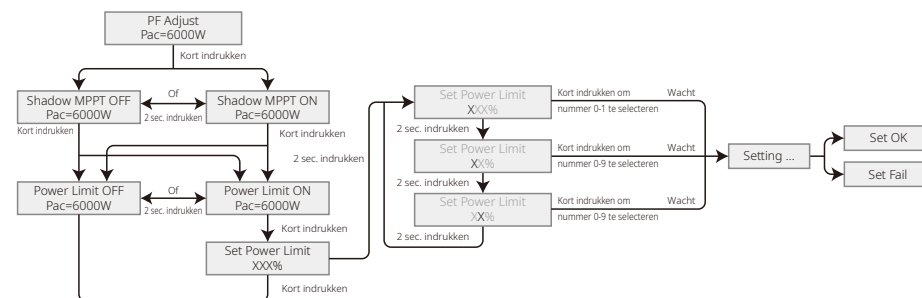 PF Adjust
Pac=6000W
Kort indrukken
Shadow MPPT OFF
Pac=6000W
Of
2 sec. indrukken
Shadow MPPT ON
Pac=6000W
Kort indrukken
Kort indrukken
2 sec. indrukken
Power Limit OFF
Pac=6000W
Of
2 sec. indrukken
Power Limit ON
Pac=6000W
Kort indrukken
Set Power Limit
XXX%
Kort indrukken
Set Power Limit
XXX%
Kort indrukken om
nummer 0-1 te selecteren
Wacht
2 sec. indrukken
Set Power Limit
XX%
Kort indrukken om
nummer 0-9 te selecteren
Wacht
2 sec. indrukken
Set Power Limit
XX%
Kort indrukken om
nummer 0-9 te selecteren
Wacht
2 sec. indrukken
Setting ...
Set OK
Set Fail